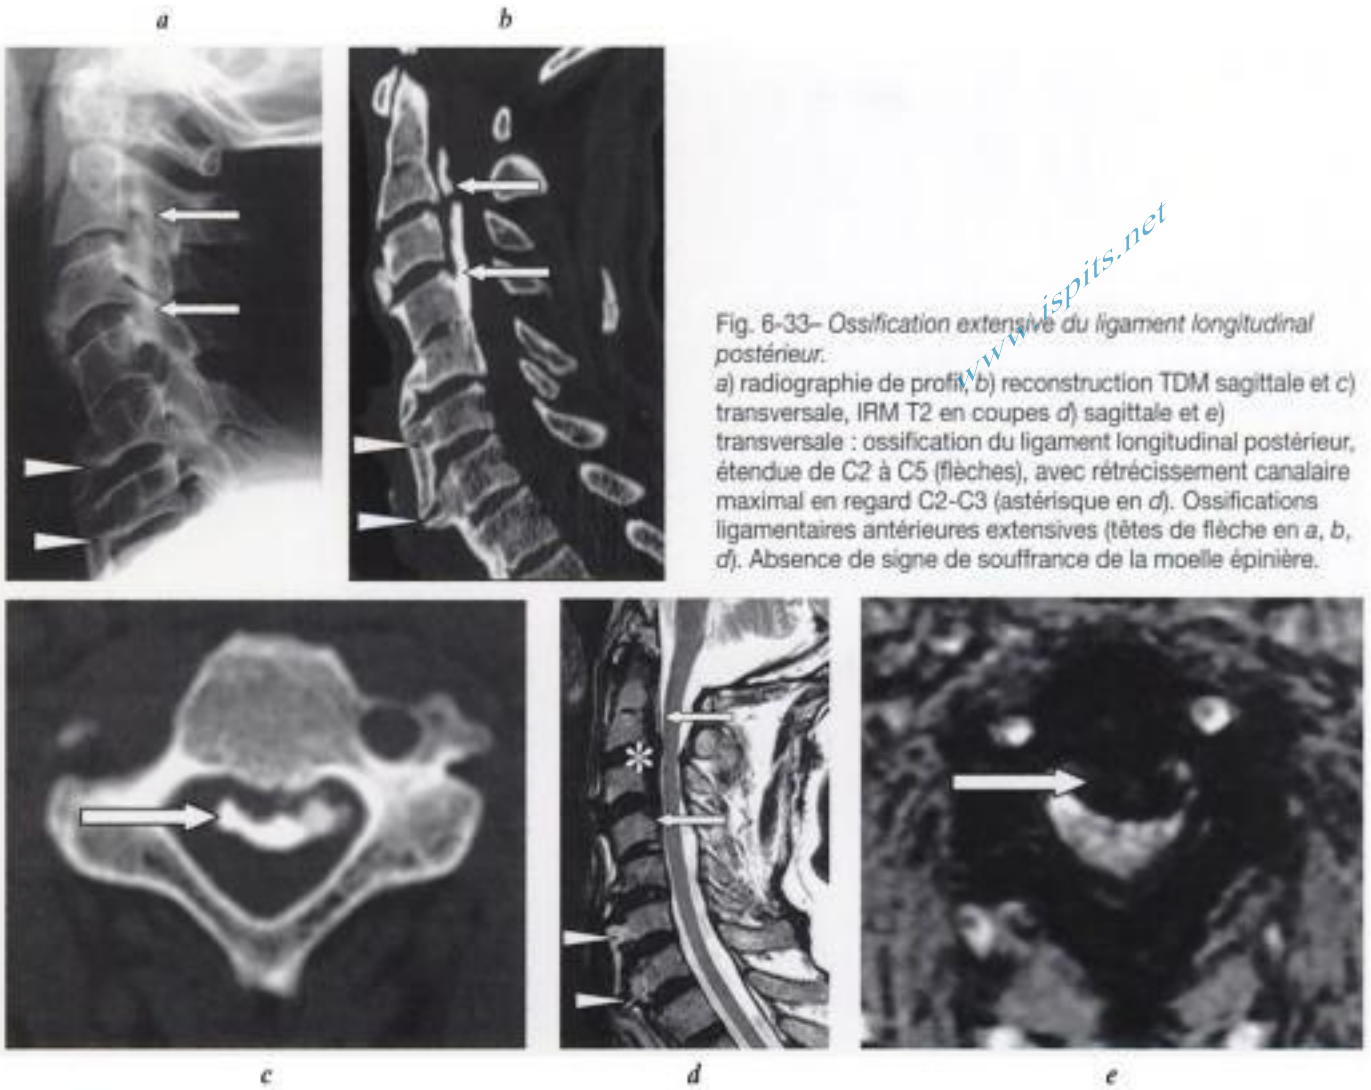 a
b
www.ispits.net
Fig. 6-33– Ossification extensive du ligament longitudinal
postérieur.
a) radiographie de profil, b) reconstruction TDM sagittale et c)
transversale, IRM T2 en coupes d) sagittale et e)
transversale : ossification du ligament longitudinal postérieur,
étendue de C2 à C5 (flèches), avec rétrécissement canalaire
maximal en regard C2-C3 (astérisque en d). Ossifications
ligamentaires antérieures extensives (têtes de flèche en a, b,
d). Absence de signe de souffrance de la moelle épinière.
*
c
d
e